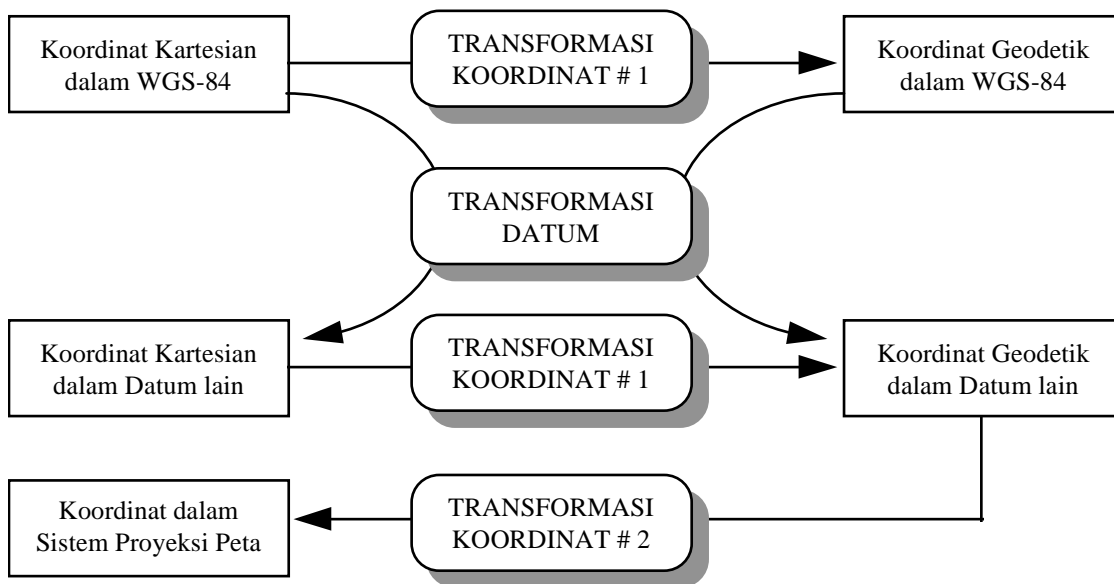 Koordinat Kartesian
dalam WGS-84
TRANSFORMASI
KOORDINAT # 1
Koordinat Geodetik
dalam WGS-84
TRANSFORMASI
DATUM
Koordinat Kartesian
dalam Datum lain
TRANSFORMASI
KOORDINAT # 1
Koordinat Geodetik
dalam Datum lain
Koordinat dalam
Sistem Proyeksi Peta
TRANSFORMASI
KOORDINAT # 2